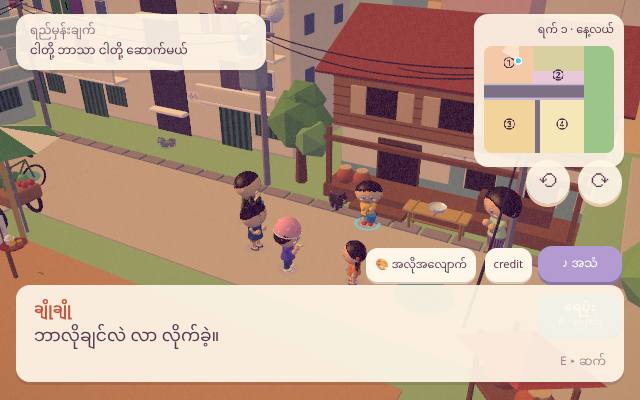 ရည်မှန်းချက်
ငါတို့ ဘာသာ ငါတို့ ဆောက်မယ်
ရက် ၁ · နေ့လယ်
①
②
③
④
🎨 အလိုအလျောက်
credit
♪ အသံ
ချိုချို
ဘာလိုချင်လဲ လာ လိုက်ခဲ့။
E • ဆက်